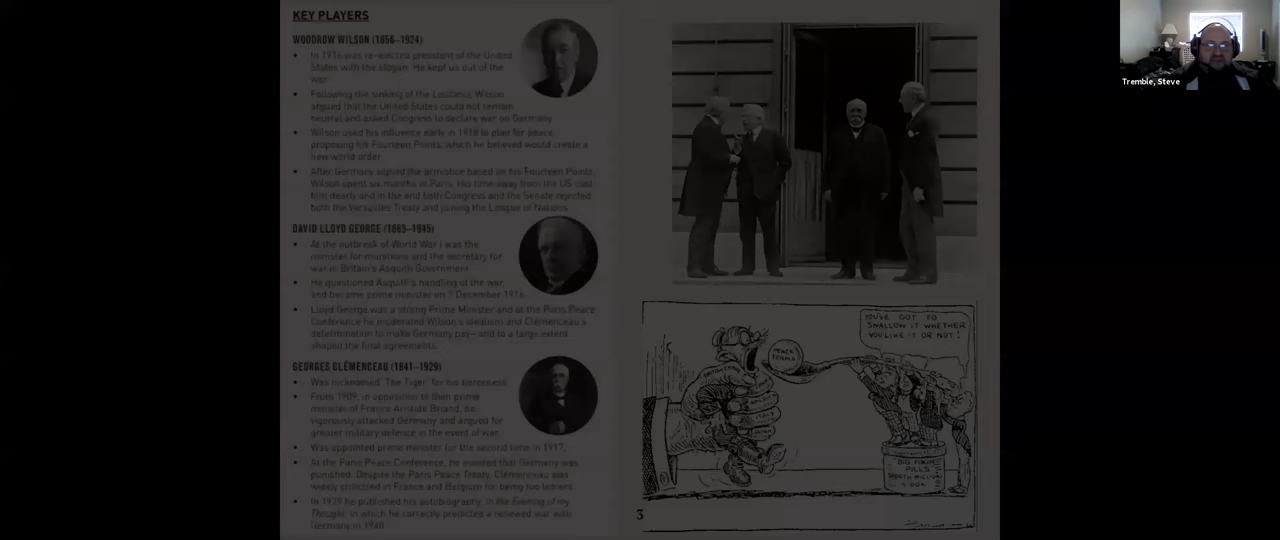 KEY PLAYERS
WOODROW WILSON (1856–1924)
• In 1916 was re-elected president of the United
States with the slogan 'He kept us out of the
war'.
• Following the sinking of the Lusitania, Wilson
argued that the United States could not remain
neutral and asked Congress to declare war on Germany.
• Wilson used his influence early in 1918 to plan for peace,
proposing his Fourteen Points, which he believed would create a
new world order.
• After Germany signed the armistice based on his Fourteen Points,
Wilson spent six months in Paris. His time away from the US cost
him dearly and in the end both Congress and the Senate rejected
both the Versailles Treaty and joining the League of Nations.
DAVID LLOYD GEORGE (1863–1945)
• At the outbreak of World War I was the
minister for munitions and the secretary for
war in Britain's Asquith Government.
• He questioned Asquith's handling of the war,
and became prime minister on 7 December 1916.
• Lloyd George was a strong Prime Minister and at the Paris Peace
Conference he moderated Wilson's idealism and Clémenceau's
determination to make Germany pay—and to a large extent
shaped the final agreements.
GEORGES CLÉMENCEAU (1841–1929)
• Was nicknamed 'The Tiger' for his fierceness.
• From 1909, in opposition to then prime
minister of France Aristide Briand, he
vigorously attacked Germany and argued for
greater military defence in the event of war.
• Was appointed prime minister for the second time in 1917.
• At the Paris Peace Conference, he insisted that Germany was
punished. Despite the Paris Peace Treaty, Clémenceau was
widely criticised in France and Belgium for being too lenient.
• In 1929 he published his autobiography, In the Evening of my
Thought, in which he correctly predicted a renewed war with
Germany in 1940.
YOU'VE GOT TO
SWALLOW IT WHETHER
YOU LIKE IT OR NOT!
PEACE
TERMS
BIG FOUR
PILLS
3
Tremble, Steve